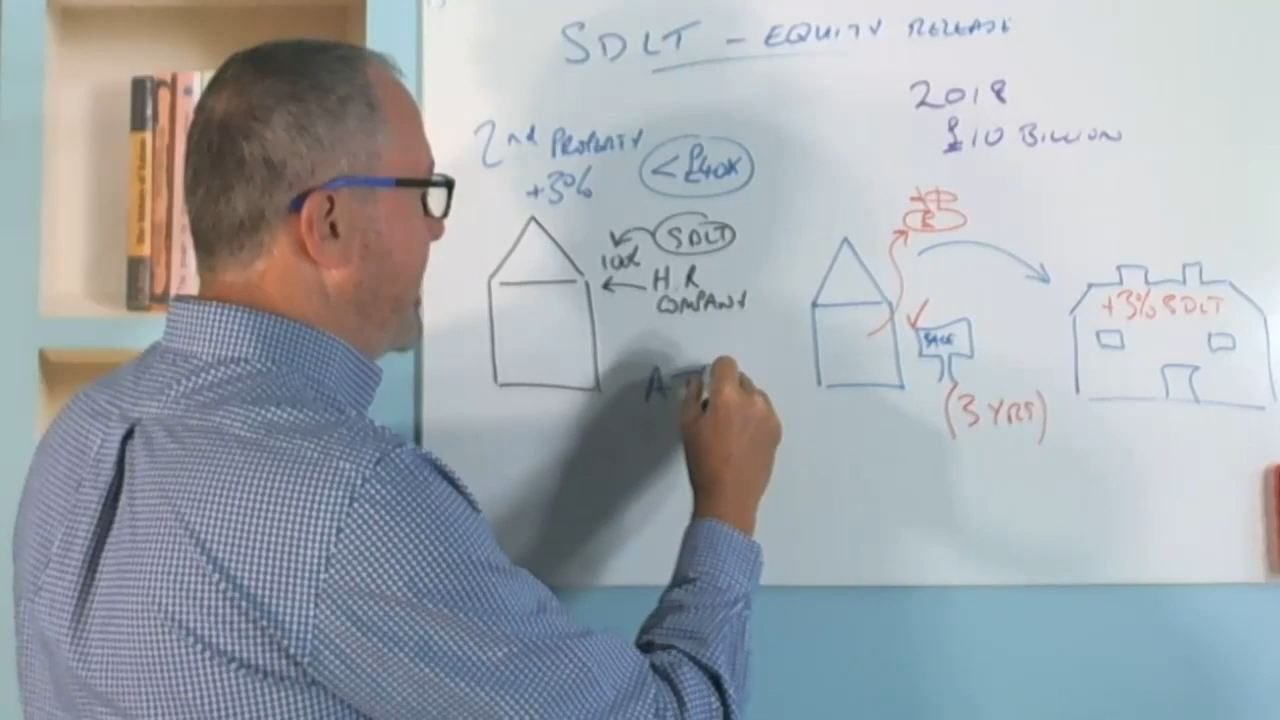 SDLT - EQUITY RELEASE
2018
£10 BILLION
2nd PROPERTY
+3%
< £40K
SDLT
H R
COMPANY
A
£
SALE
(3 YRS)
+3% SDLT